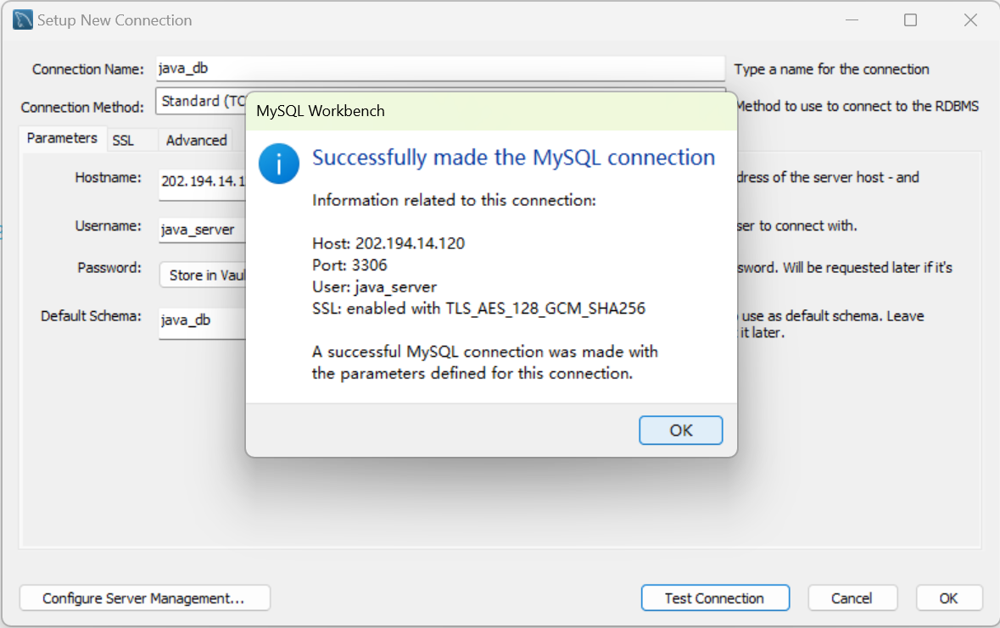 Setup New Connection
Connection Name: java_db Type a name for the connection
Connection Method: Standard (TC Method to use to connect to the RDBMS
Parameters SSL Advanced
Hostname: 202.194.14.1 dress of the server host - and
Username: java_server ser to connect with.
Password: Store in Vaul sword. Will be requested later if it's
Default Schema: java_db use as default schema. Leave
it later.
MySQL Workbench
Successfully made the MySQL connection
Information related to this connection:
Host: 202.194.14.120
Port: 3306
User: java_server
SSL: enabled with TLS_AES_128_GCM_SHA256
A successful MySQL connection was made with
the parameters defined for this connection.
OK
Configure Server Management... Test Connection Cancel OK